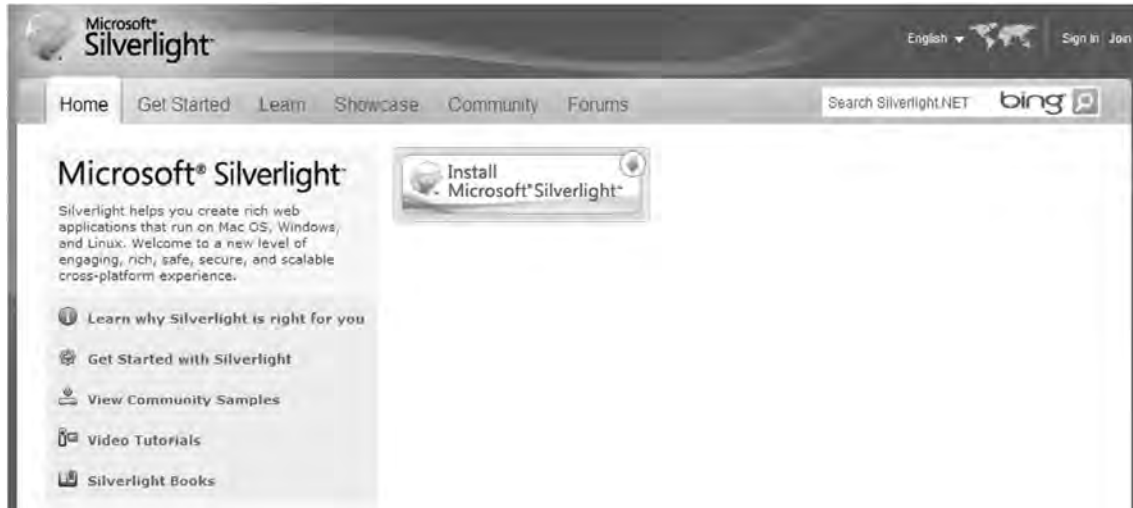 Microsoft®
Silverlight™
English
Sign In Join
Home Get Started Learn Showcase Community Forums
Search Silverlight.NET bing
Microsoft® Silverlight™
Silverlight helps you create rich web
applications that run on Mac OS, Windows,
and Linux. Welcome to a new level of
engaging, rich, safe, secure, and scalable
cross-platform experience.
Learn why Silverlight is right for you
Get Started with Silverlight
View Community Samples
Video Tutorials
Silverlight Books
Install
Microsoft® Silverlight™